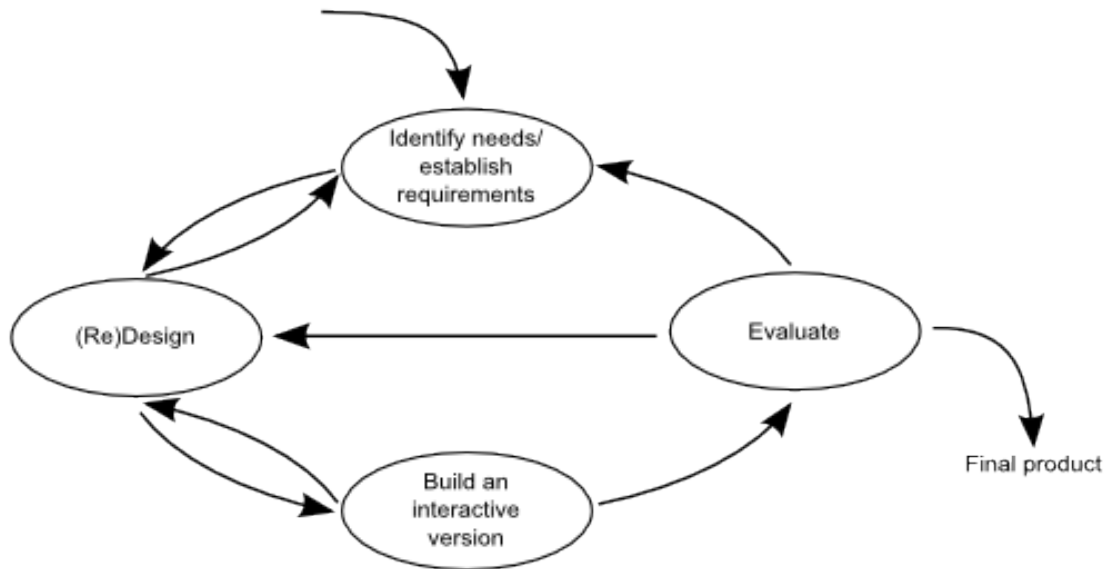 Identify needs/
establish
requirements
(Re)Design
Evaluate
Final product
Build an
interactive
version